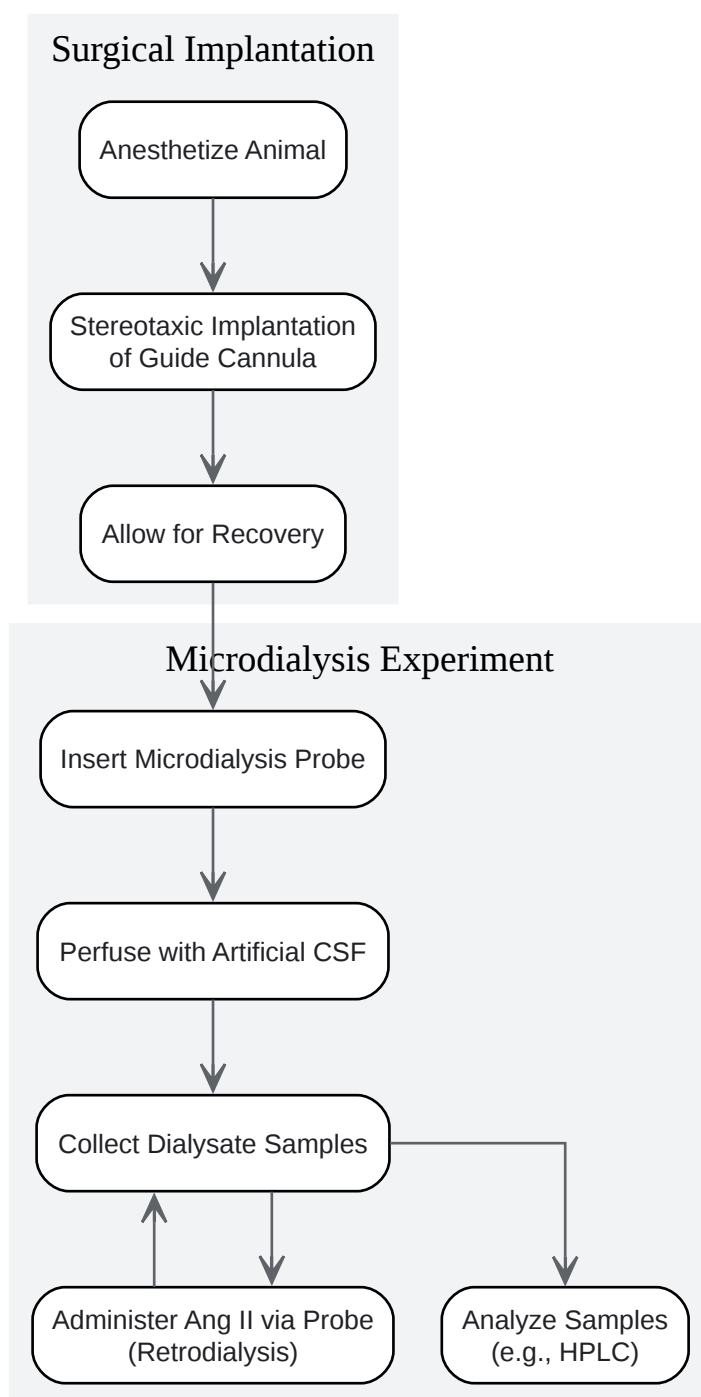 Surgical Implantation
Anesthetize Animal
Stereotaxic Implantation
of Guide Cannula
Allow for Recovery
Microdialysis Experiment
Insert Microdialysis Probe
Perfuse with Artificial CSF
Collect Dialysate Samples
Administer Ang II via Probe
(Retrodialysis)
Analyze Samples
(e.g., HPLC)